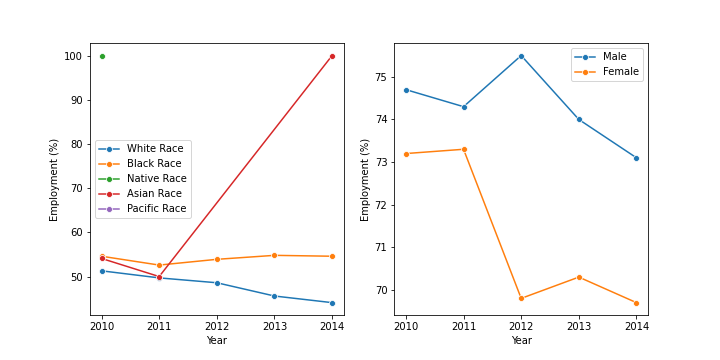 100
90
80
70
60
50
Employment (%)
White Race
Black Race
Native Race
Asian Race
Pacific Race
2010 2011 2012 2013 2014
Year
75
74
73
72
71
70
Employment (%)
Male
Female
2010 2011 2012 2013 2014
Year